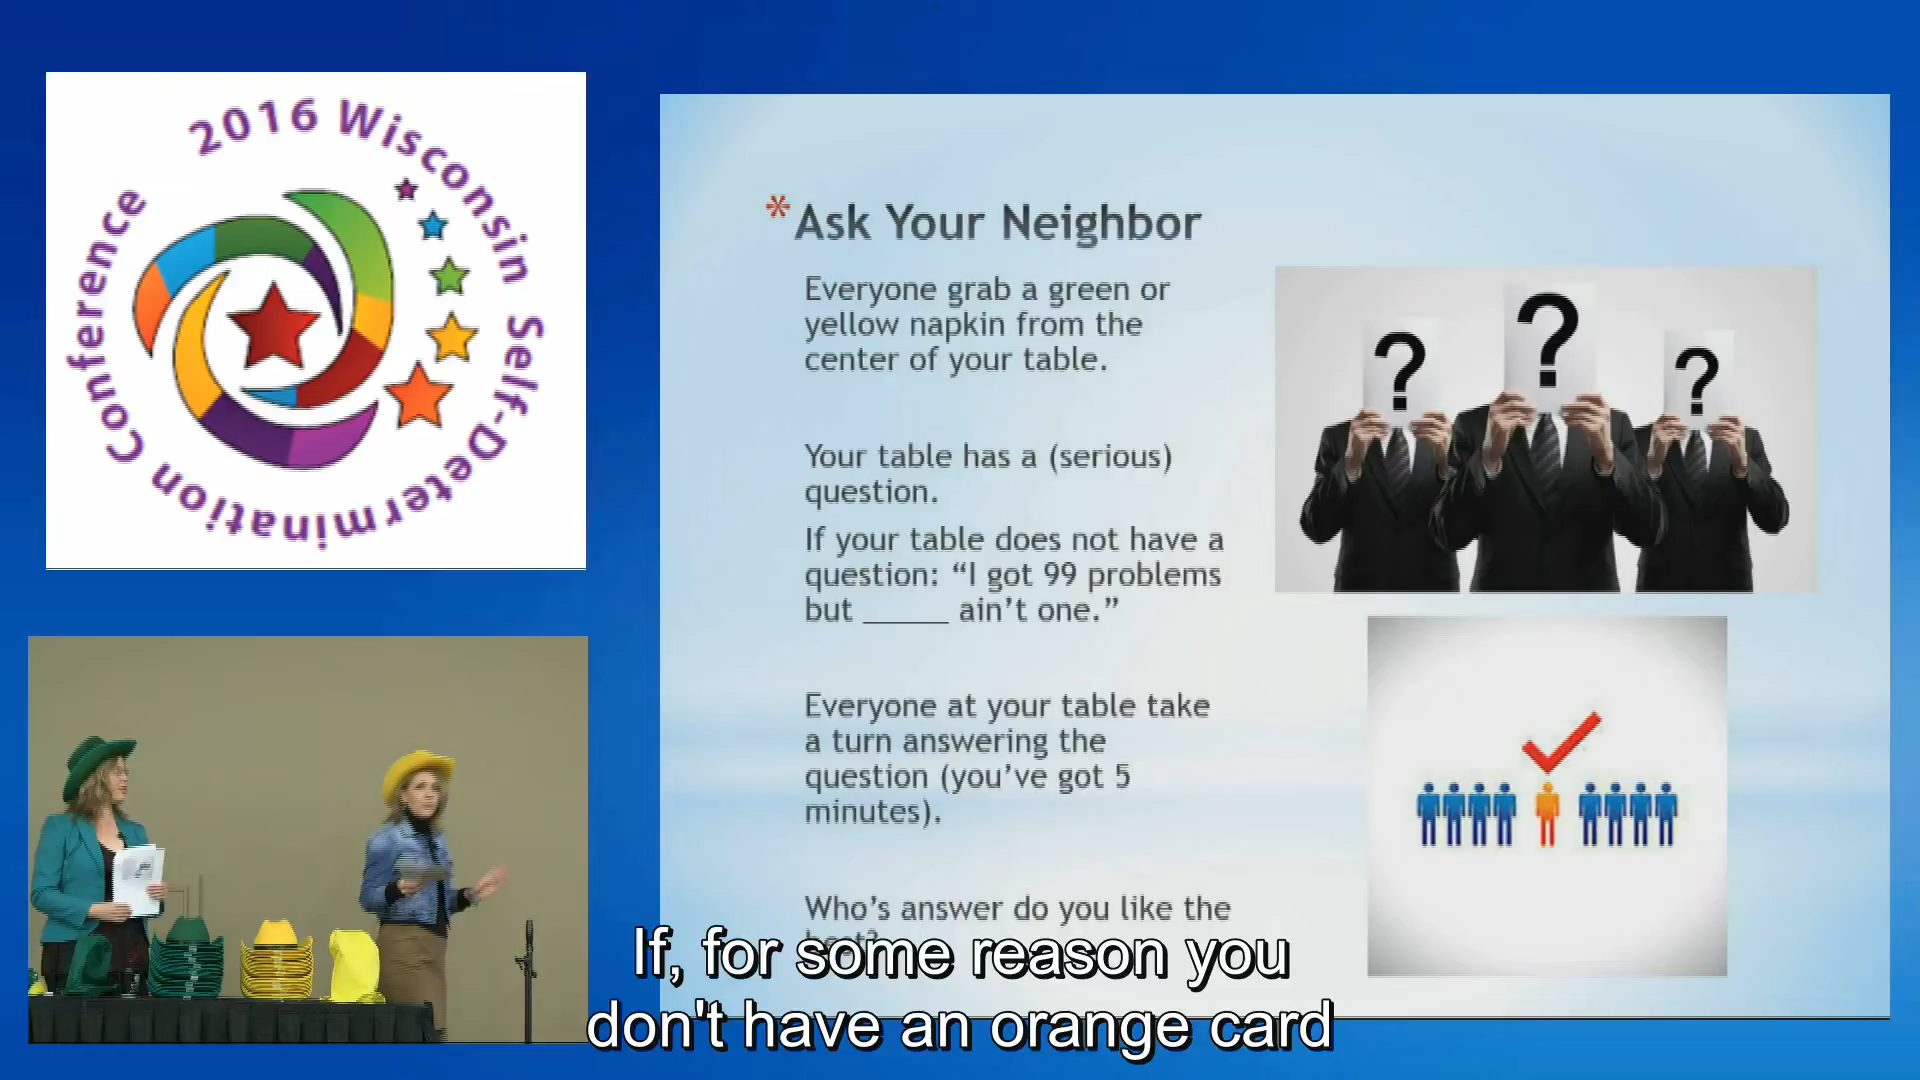 2016 Wisconsin Self-Determination Conference
*Ask Your Neighbor
Everyone grab a green or
yellow napkin from the
center of your table.
Your table has a (serious)
question.
If your table does not have a
question: “I got 99 problems
but _____ ain’t one.”
Everyone at your table take
a turn answering the
question (you’ve got 5
minutes).
Who’s answer do you like the
best?
? ? ?
If, for some reason you
don't have an orange card